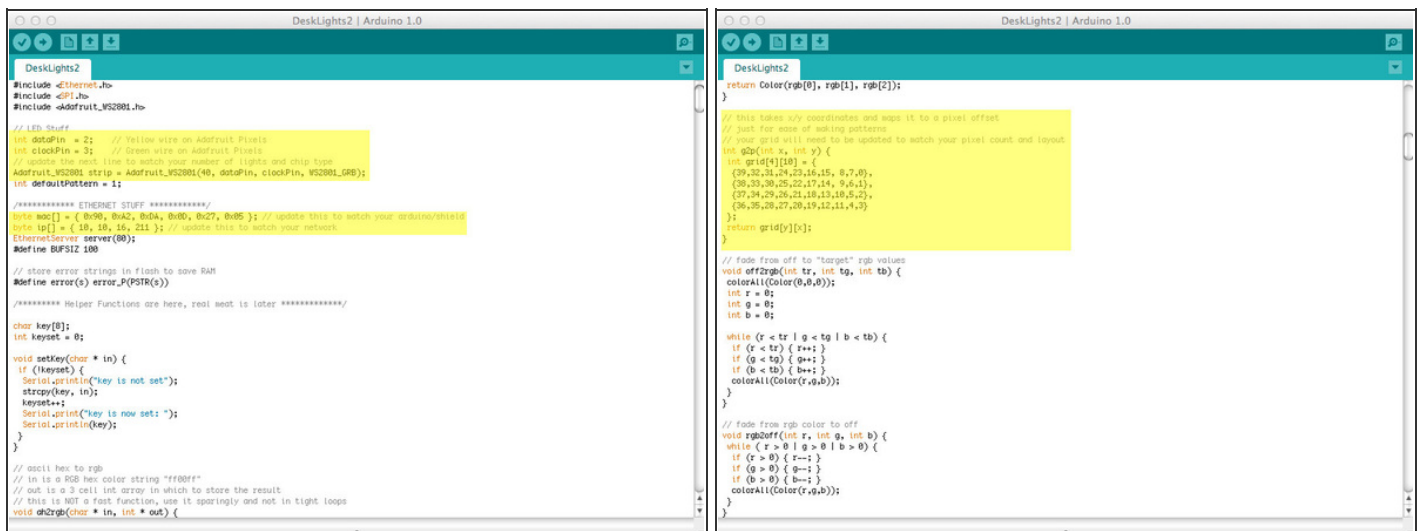 DeskLights2 | Arduino 1.0
DeskLights2
#include <Ethernet.h>
#include <SPI.h>
#include <Adafruit_WS2801.h>
// LED Stuff
int dataPin = 2; // Yellow wire on Adafruit Pixels
int clockPin = 3; // Green wire on Adafruit Pixels
// update the next line to match your number of lights and chip type
Adafruit_WS2801 strip = Adafruit_WS2801(40, dataPin, clockPin, WS2801_GRB);
int defaultPattern = 1;
/************ ETHERNET STUFF ************/
byte mac[] = { 0x90, 0xA2, 0xDA, 0x0D, 0x27, 0x05 }; // update this to match your arduino/shield
byte ip[] = { 10, 10, 16, 211 }; // update this to match your network
EthernetServer server(80);
#define BUFSIZ 100
// store error strings in flash to save RAM
#define error(s) error_P(PSTR(s))
/********* Helper Functions are here, real meat is later *************/
char key[8];
int keyset = 0;
void setKey(char * in) {
if (!keyset) {
Serial.println("key is not set");
strcpy(key, in);
keyset++;
Serial.print("key is now set: ");
Serial.println(key);
}
}
// ascii hex to rgb
// in is a RGB hex color string "ff00ff"
// out is a 3 cell int array in which to store the result
// this is NOT a fast function, use it sparingly and not in tight loops
void ah2rgb(char * in, int * out) {
DeskLights2 | Arduino 1.0
DeskLights2
return Color(rgb[0], rgb[1], rgb[2]);
}
// this takes x/y coordinates and maps it to a pixel offset
// just for ease of making patterns
// your grid will need to be updated to match your pixel count and layout
int g2p(int x, int y) {
int grid[4][10] = {
{39,32,31,24,23,16,15, 8,7,0},
{38,33,30,25,22,17,14, 9,6,1},
{37,34,29,26,21,18,13,10,5,2},
{36,35,28,27,20,19,12,11,4,3}
};
return grid[y][x];
}
// fade from off to "target" rgb values
void off2rgb(int tr, int tg, int tb) {
colorAll(Color(0,0,0));
int r = 0;
int g = 0;
int b = 0;
while (r < tr | g < tg | b < tb) {
if (r < tr) { r++; }
if (g < tg) { g++; }
if (b < tb) { b++; }
colorAll(Color(r,g,b));
}
}
// fade from rgb color to off
void rgb2off(int r, int g, int b) {
while ( r > 0 | g > 0 | b > 0) {
if (r > 0) { r--; }
if (g > 0) { g--; }
if (b > 0) { b--; }
colorAll(Color(r,g,b));
}
}